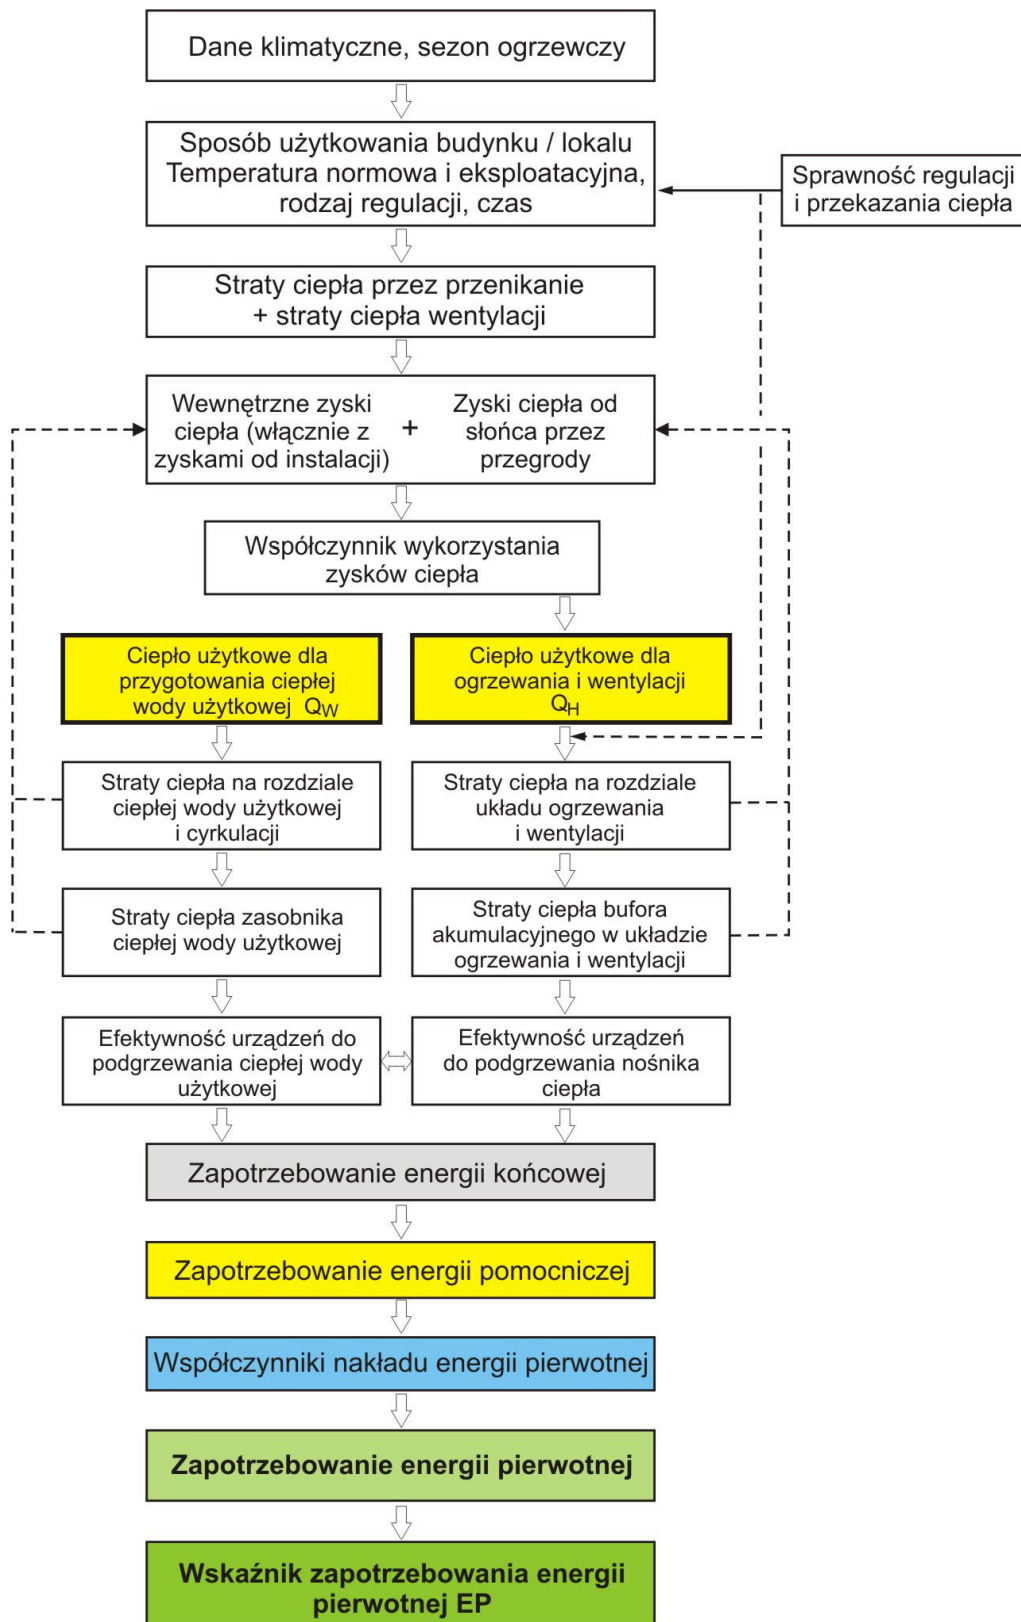 Dane klimatyczne, sezon ogrzewczy
Sposób użytkowania budynku / lokalu
Temperatura normowa i eksploatacyjna,
rodzaj regulacji, czas
Sprawność regulacji
i przekazania ciepła
Straty ciepła przez przenikanie
+ straty ciepła wentylacji
Wewnętrzne zyski
ciepła (włącznie z
zyskami od instalacji)
+
Zyski ciepła od
słońca przez
przegrody
Współczynnik wykorzystania
zysków ciepła
Ciepło użytkowe dla
przygotowania ciepłej
wody użytkowej QW
Ciepło użytkowe dla
ogrzewania i wentylacji
QH
Straty ciepła na rozdziale
ciepłej wody użytkowej
i cyrkulacji
Straty ciepła na rozdziale
układu ogrzewania
i wentylacji
Straty ciepła zasobnika
ciepłej wody użytkowej
Straty ciepła bufora
akumulacyjnego w układzie
ogrzewania i wentylacji
Efektywność urządzeń do
podgrzewania ciepłej wody
użytkowej
Efektywność urządzeń
do podgrzewania nośnika
ciepła
Zapotrzebowanie energii końcowej
Zapotrzebowanie energii pomocniczej
Współczynniki nakładu energii pierwotnej
Zapotrzebowanie energii pierwotnej
Wskaźnik zapotrzebowania energii
pierwotnej EP